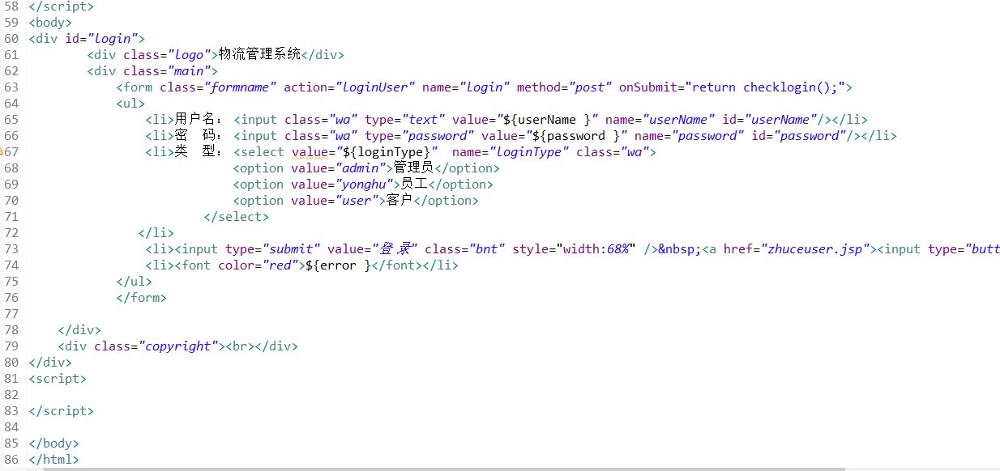 58 </script>
59 <body>
60 <div id="login">
61 <div class="logo">物流管理系统</div>
62 <div class="main">
63 <form class="formname" action="loginUser" name="login" method="post" onSubmit="return checklogin();">
64 <ul>
65 <li>用户名： <input class="wa" type="text" value="${userName }" name="userName" id="userName"/></li>
66 <li>密　码： <input class="wa" type="password" value="${password }" name="password" id="password"/></li>
67 <li>类　型： <select value="${loginType}"  name="loginType" class="wa">
68 <option value="admin">管理员</option>
69 <option value="yonghu">员工</option>
70 <option value="user">客户</option>
71 </select>
72 </li>
73 <li><input type="submit" value="登 录" class="bnt" style="width:68%" />&nbsp;<a href="zhuceuser.jsp"><input type="butt
74 <li><font color="red">${error }</font></li>
75 </ul>
76 </form>
77
78 </div>
79 <div class="copyright"><br></div>
80 </div>
81 <script>
82
83 </script>
84
85 </body>
86 </html>